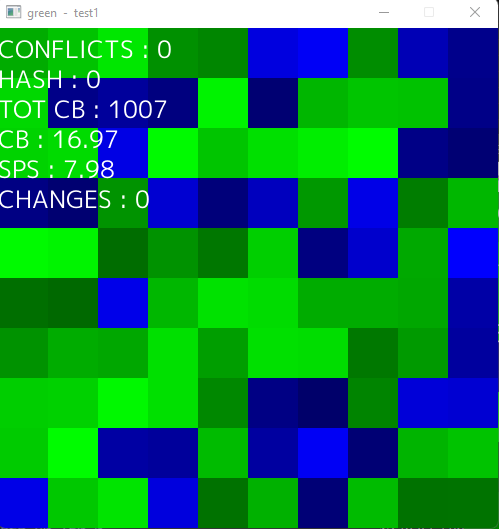 green - test1
CONFLICTS : 0
HASH : 0
TOT CB : 1007
CB : 16.97
SPS : 7.98
CHANGES : 0